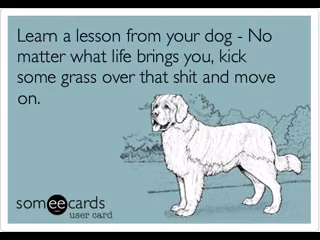 Learn a lesson from your dog - No
matter what life brings you, kick
some grass over that shit and move
on.
someecards
user card